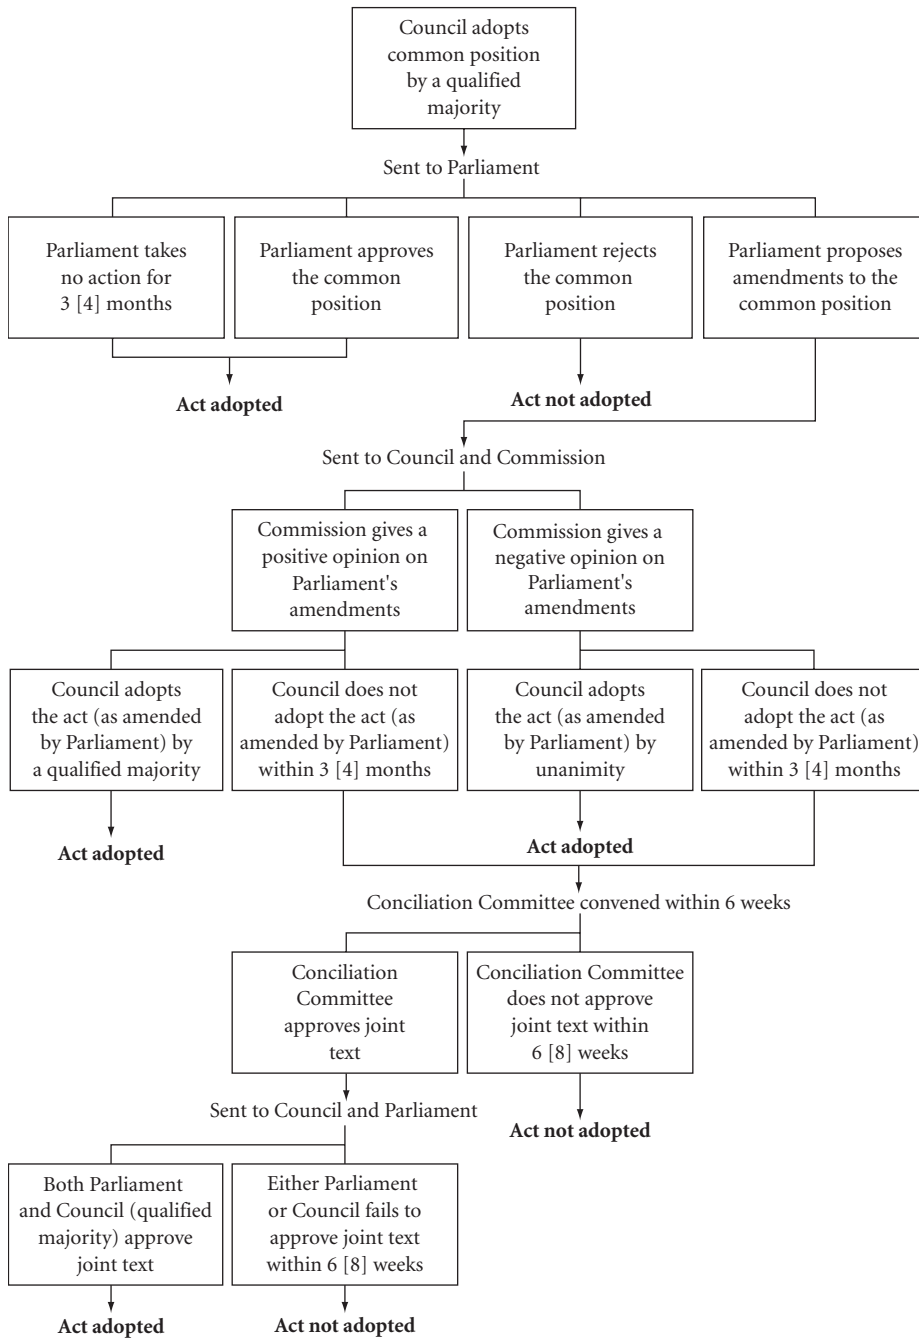 Council adopts
common position
by a qualified
majority
Sent to Parliament
Parliament takes
no action for
3 [4] months
Parliament approves
the common
position
Parliament rejects
the common
position
Parliament proposes
amendments to the
common position
Act adopted
Act not adopted
Sent to Council and Commission
Commission gives a
positive opinion on
Parliament's
amendments
Commission gives a
negative opinion on
Parliament's
amendments
Council adopts
the act (as amended
by Parliament) by
a qualified majority
Council does not
adopt the act (as
amended by Parliament)
within 3 [4] months
Council adopts
the act (as amended
by Parliament) by
unanimity
Council does not
adopt the act (as
amended by Parliament)
within 3 [4] months
Act adopted
Act adopted
Conciliation Committee convened within 6 weeks
Conciliation
Committee
approves joint
text
Conciliation Committee
does not approve
joint text within
6 [8] weeks
Sent to Council and Parliament
Act not adopted
Both Parliament
and Council (qualified
majority) approve
joint text
Either Parliament
or Council fails to
approve joint text
within 6 [8] weeks
Act adopted
Act not adopted